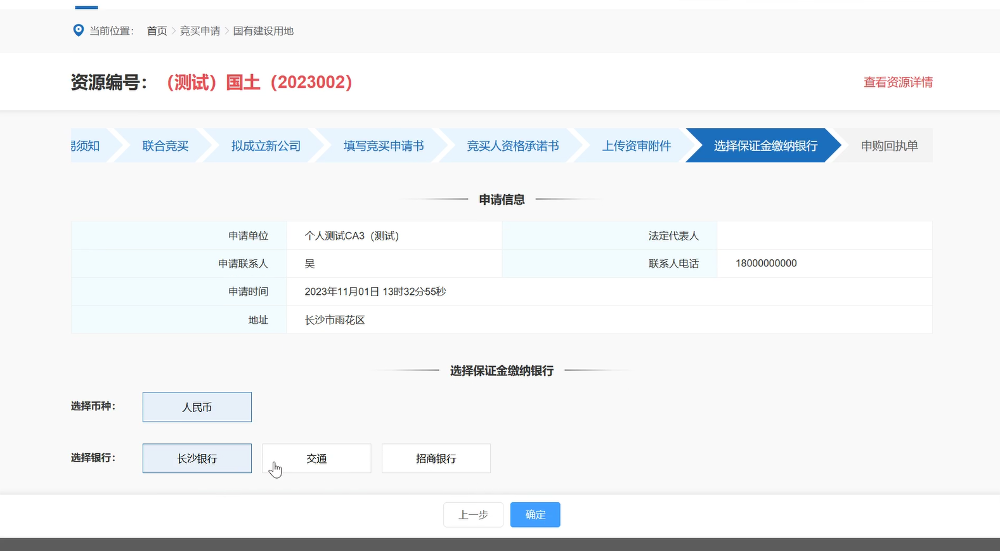 当前位置： 首页 > 竞买申请 > 国有建设用地
资源编号：（测试）国土（2023002）
查看资源详情
易须知 联合竞买 拟成立新公司 填写竞买申请书 竞买人资格承诺书 上传资审附件 选择保证金缴纳银行 申购回执单
申请信息
申请单位 个人测试CA3（测试） 法定代表人
申请联系人 吴 联系人电话 18000000000
申请时间 2023年11月01日 13时32分55秒
地址 长沙市雨花区
选择保证金缴纳银行
选择币种： 人民币
选择银行： 长沙银行 交通 招商银行
上一步 确定